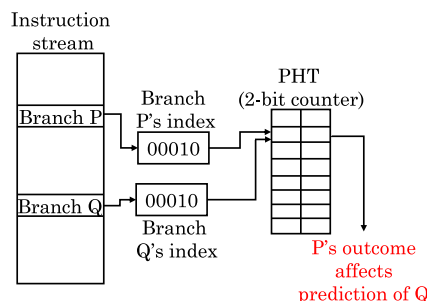 Instruction
stream
Branch P
Branch Q
Branch
P's index
00010
00010
Branch
Q's index
PHT
(2-bit counter)
P's outcome
affects
prediction of Q